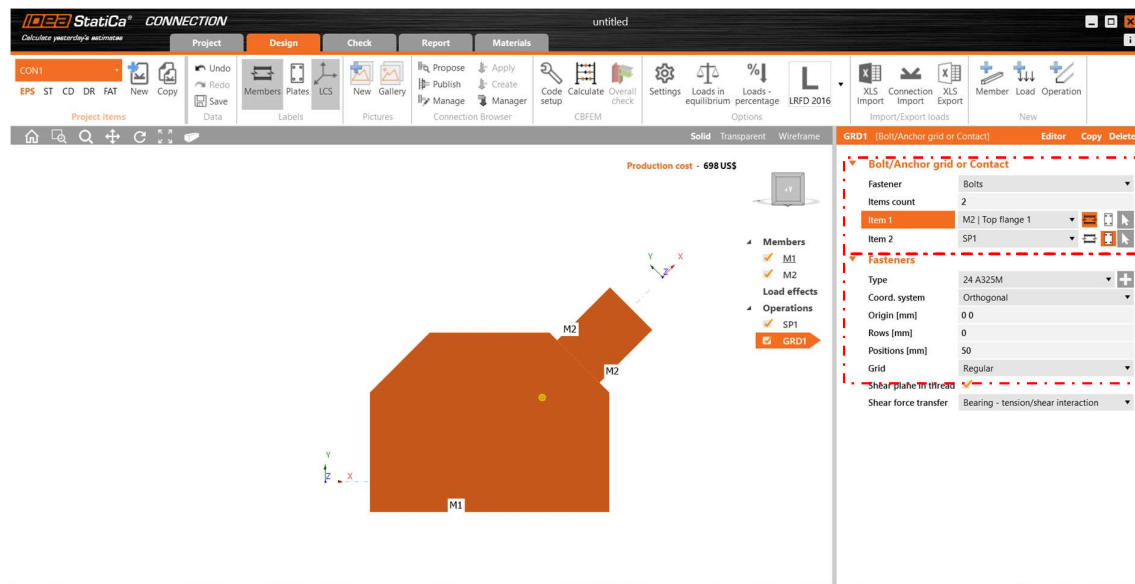 IDEA StatiCa® CONNECTION
untitled
Calculate yesterday's estimates
Project Design Check Report Materials
CON1
EPS ST CD DR FAT
New Copy
Undo
Redo
Save
Members Plates LCS
New Gallery
Propose Apply
Publish Create
Manage Manager
Code setup Calculate Overall check
Settings Loads in equilibrium Loads - percentage
L
LRFD 2016
XLS Import Connection Import XLS Export
Member Load Operation
Project items Data Labels Pictures Connection Browser CBFEM Options Import/Export loads New
Solid Transparent Wireframe
GRD1 [Bolt/Anchor grid or Contact] Editor Copy Delete
Production cost - 698 US$
+Y
Members
M1
M2
Load effects
Operations
SP1
GRD1
Y X
Z
M2
M2
Y
Z X
M1
Bolt/Anchor grid or Contact
Fastener Bolts
Items count 2
Item 1 M2 | Top flange 1
Item 2 SP1
Fasteners
Type 24 A325M
Coord. system Orthogonal
Origin [mm] 0 0
Rows [mm] 0
Positions [mm] 50
Grid Regular
Shear plane in thread
Shear force transfer Bearing - tension/shear interaction